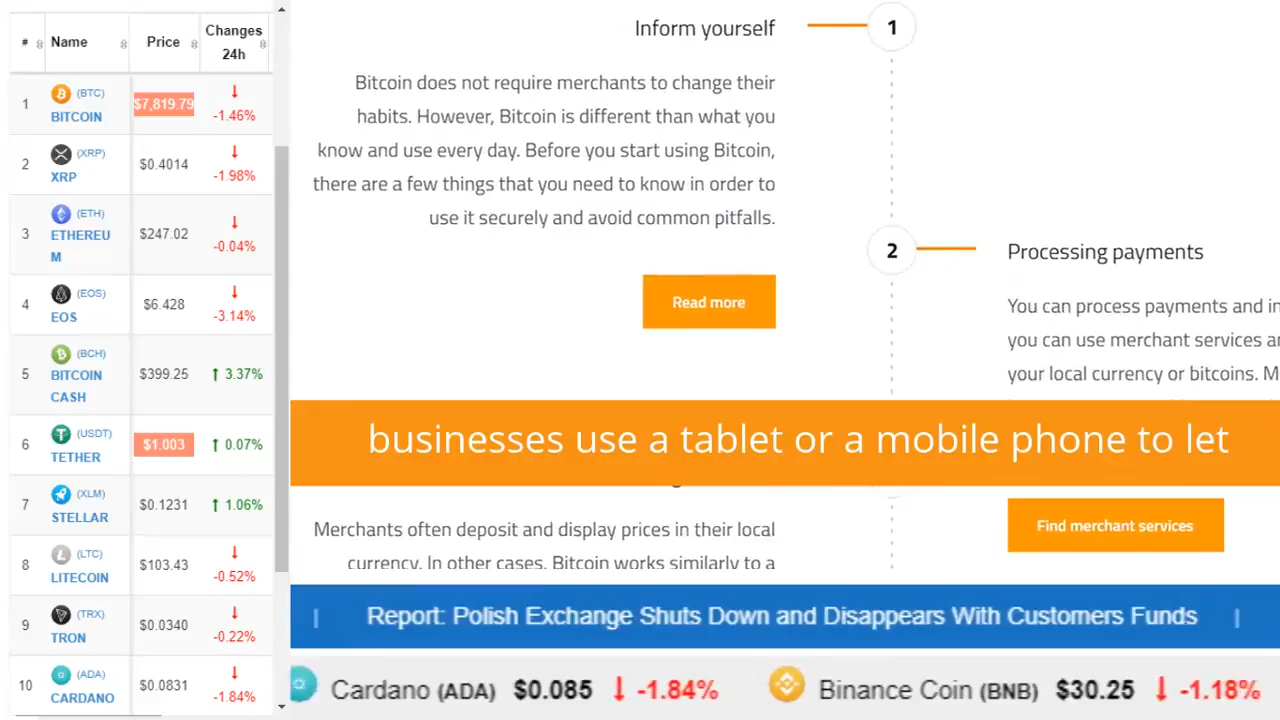 # Name Price Changes
24h
1 (BTC)
BITCOIN $7,819.79 -1.46%
2 (XRP)
XRP $0.4014 -1.98%
3 (ETH)
ETHEREU
M $247.02 -0.04%
4 (EOS)
EOS $6.428 -3.14%
5 (BCH)
BITCOIN
CASH $399.25 3.37%
6 (USDT)
TETHER $1.003 0.07%
7 (XLM)
STELLAR $0.1231 1.06%
8 (LTC)
LITECOIN $103.43 -0.52%
9 (TRX)
TRON $0.0340 -0.22%
10 (ADA)
CARDANO $0.0831 -1.84%
Inform yourself
1
Bitcoin does not require merchants to change their
habits. However, Bitcoin is different than what you
know and use every day. Before you start using Bitcoin,
there are a few things that you need to know in order to
use it securely and avoid common pitfalls.
Read more
2
Processing payments
You can process payments and
you can use merchant services
your local currency or bitcoins.
businesses use a tablet or a mobile phone to let
Find merchant services
Merchants often deposit and display prices in their local
currency. In other cases, Bitcoin works similarly to a
| Report: Polish Exchange Shuts Down and Disappears With Customers Funds |
Cardano (ADA) $0.085 -1.84% Binance Coin (BNB) $30.25 -1.18%